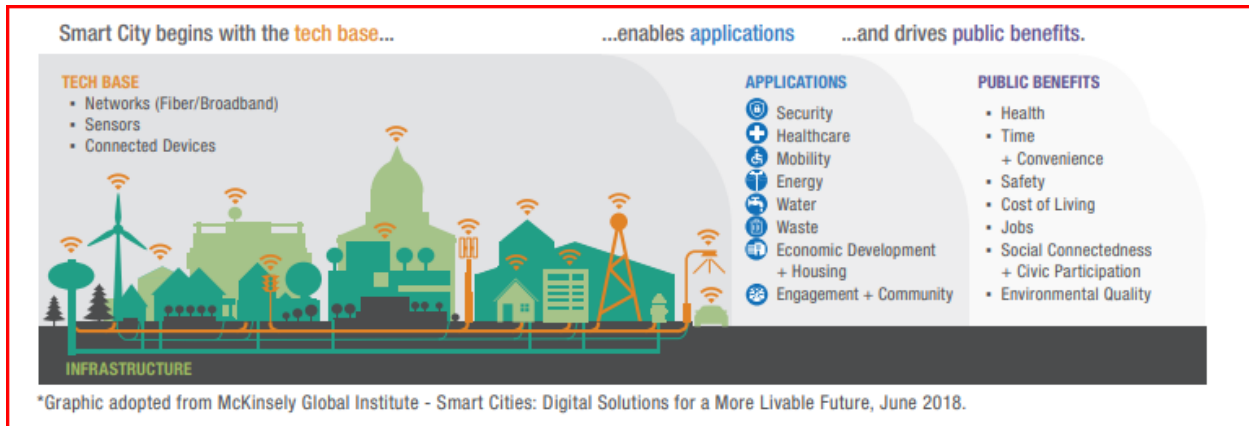 Smart City begins with the tech base... ...enables applications ...and drives public benefits.
TECH BASE
▪ Networks (Fiber/Broadband)
▪ Sensors
▪ Connected Devices
APPLICATIONS
Security
Healthcare
Mobility
Energy
Water
Waste
Economic Development
+ Housing
Engagement + Community
PUBLIC BENEFITS
▪ Health
▪ Time
+ Convenience
▪ Safety
▪ Cost of Living
▪ Jobs
▪ Social Connectedness
+ Civic Participation
▪ Environmental Quality
INFRASTRUCTURE
*Graphic adopted from McKinsely Global Institute - Smart Cities: Digital Solutions for a More Livable Future, June 2018.